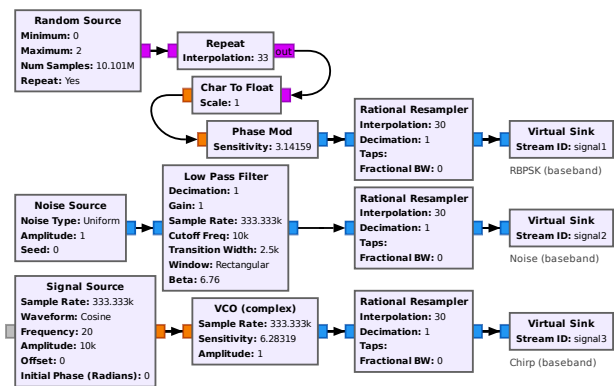 Random Source
Minimum: 0
Maximum: 2
Num Samples: 10.101M
Repeat: Yes
Repeat
Interpolation: 33
out
Char To Float
Scale: 1
Phase Mod
Sensitivity: 3.14159
Rational Resampler
Interpolation: 30
Decimation: 1
Taps:
Fractional BW: 0
Virtual Sink
Stream ID: signal1
RBPSK (baseband)
Noise Source
Noise Type: Uniform
Amplitude: 1
Seed: 0
Low Pass Filter
Decimation: 1
Gain: 1
Sample Rate: 333.333k
Cutoff Freq: 10k
Transition Width: 2.5k
Window: Rectangular
Beta: 6.76
Rational Resampler
Interpolation: 30
Decimation: 1
Taps:
Fractional BW: 0
Virtual Sink
Stream ID: signal2
Noise (baseband)
Signal Source
Sample Rate: 333.333k
Waveform: Cosine
Frequency: 20
Amplitude: 10k
Offset: 0
Initial Phase (Radians): 0
VCO (complex)
Sample Rate: 333.333k
Sensitivity: 6.28319
Amplitude: 1
Rational Resampler
Interpolation: 30
Decimation: 1
Taps:
Fractional BW: 0
Virtual Sink
Stream ID: signal3
Chirp (baseband)